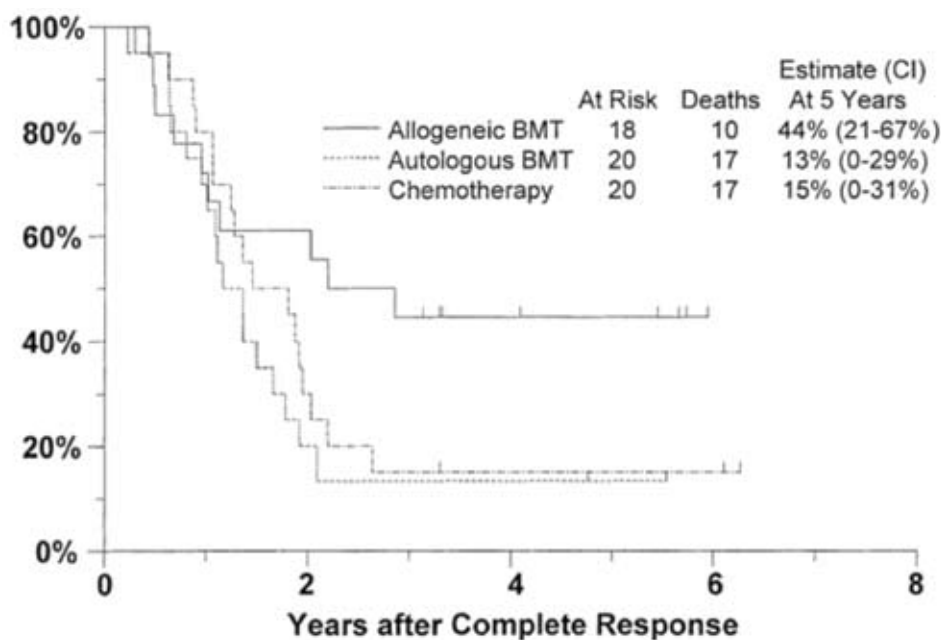 100%
80%
60%
40%
20%
0%
Estimate (CI)
At Risk Deaths At 5 Years
Allogeneic BMT 18 10 44% (21-67%)
Autologous BMT 20 17 13% (0-29%)
Chemotherapy 20 17 15% (0-31%)
0 2 4 6 8
Years after Complete Response